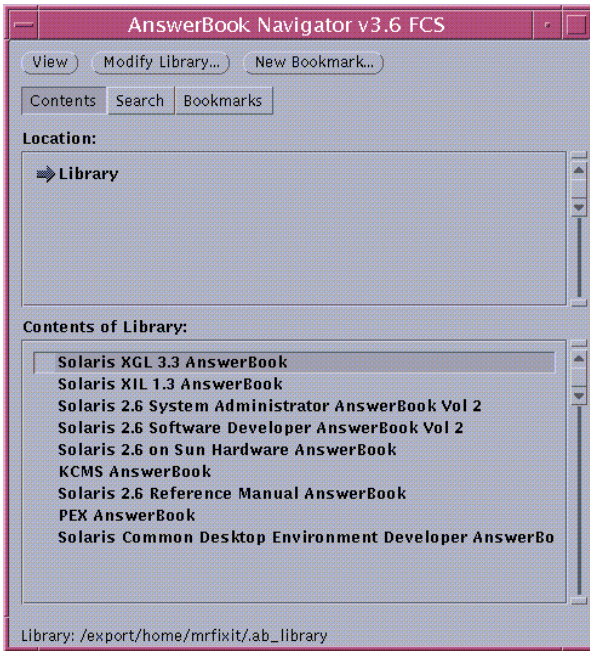 AnswerBook Navigator v3.6 FCS
View Modify Library... New Bookmark...
Contents Search Bookmarks
Location:
Library
Contents of Library:
Solaris XGL 3.3 AnswerBook
Solaris XIL 1.3 AnswerBook
Solaris 2.6 System Administrator AnswerBook Vol 2
Solaris 2.6 Software Developer AnswerBook Vol 2
Solaris 2.6 on Sun Hardware AnswerBook
KCMS AnswerBook
Solaris 2.6 Reference Manual AnswerBook
PEX AnswerBook
Solaris Common Desktop Environment Developer AnswerBo
Library: /export/home/mrfixit/.ab_library